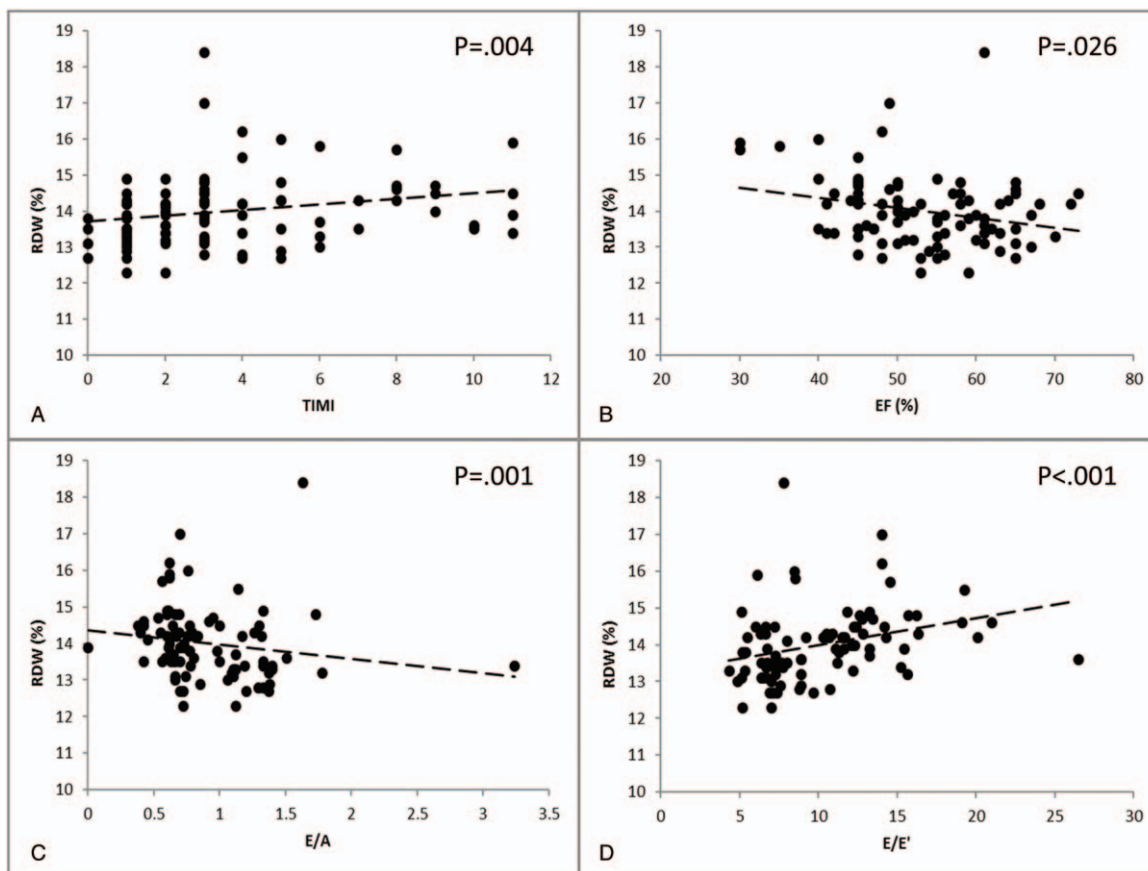 P=.004
19
18
17
16
15
14
13
12
11
10
RDW (%)
0 2 4 6 8 10 12
TIMI
A
P=.026
19
18
17
16
15
14
13
12
11
10
RDW (%)
20 30 40 50 60 70 80
EF (%)
B
P=.001
19
18
17
16
15
14
13
12
11
10
RDW (%)
0 0.5 1 1.5 2 2.5 3 3.5
E/A
C
P<.001
19
18
17
16
15
14
13
12
11
10
RDW (%)
0 5 10 15 20 25 30
E/E'
D